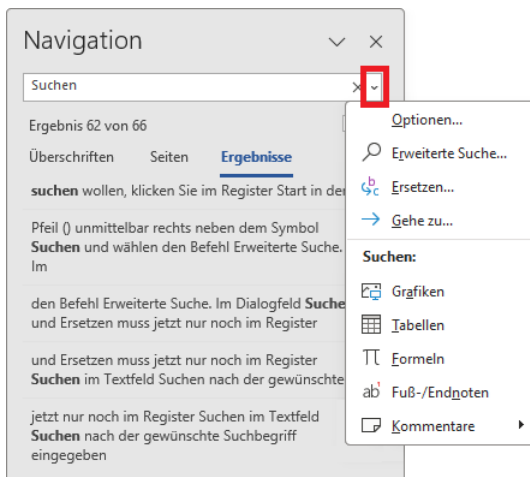 Navigation
Suchen
Ergebnis 62 von 66
Überschriften Seiten Ergebnisse
suchen wollen, klicken Sie im Register Start in der
Pfeil () unmittelbar rechts neben dem Symbol
Suchen und wählen den Befehl Erweiterte Suche.
Im
den Befehl Erweiterte Suche. Im Dialogfeld Suche
und Ersetzen muss jetzt nur noch im Register
und Ersetzen muss jetzt nur noch im Register
Suchen im Textfeld Suchen nach der gewünschte
jetzt nur noch im Register Suchen im Textfeld
Suchen nach der gewünschte Suchbegriff
eingegeben
Optionen...
Erweiterte Suche...
Ersetzen...
Gehe zu...
Suchen:
Grafiken
Tabellen
Formeln
Fuß-/Endnoten
Kommentare